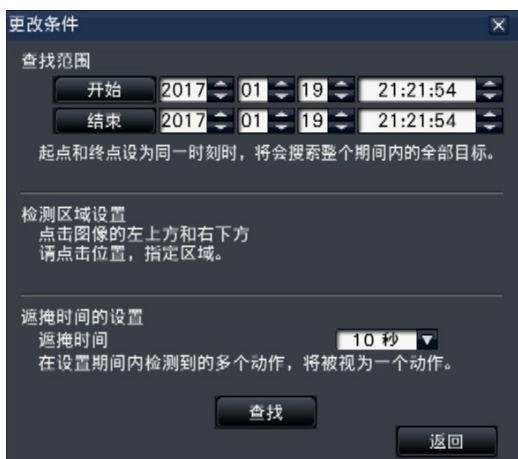 更改条件
查找范围
开始 2017 01 19 21:21:54
结束 2017 01 19 21:21:54
起点和终点设为同一时刻时，将会搜索整个期间内的全部目标。
检测区域设置
点击图像的左上方和右下方
请点击位置，指定区域。
遮掩时间的设置
遮掩时间 10 秒
在设置期间内检测到的多个动作，将被视为一个动作。
查找
返回